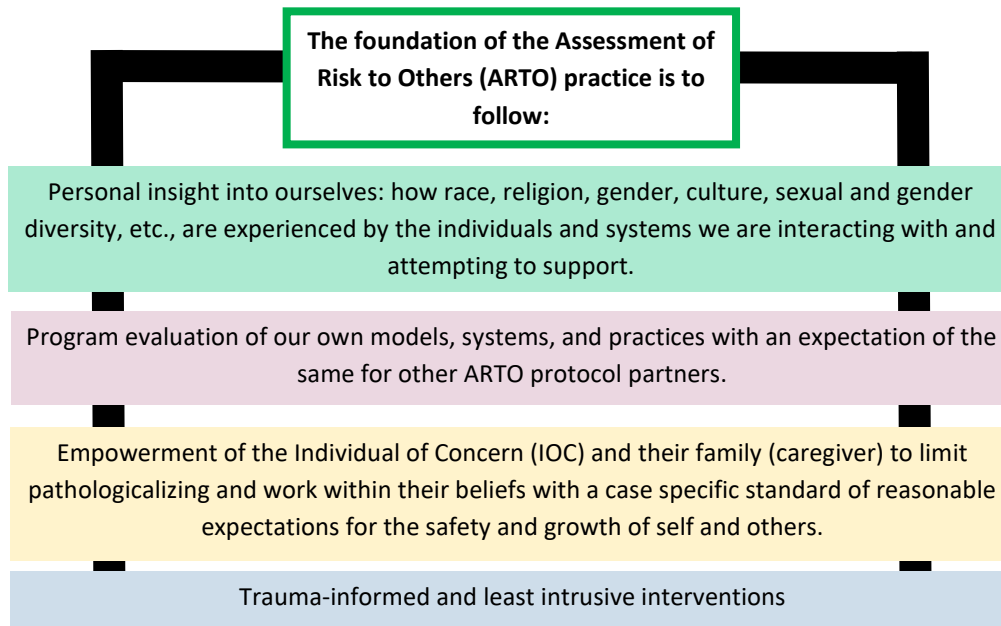 The foundation of the Assessment of
Risk to Others (ARTO) practice is to
follow:
Personal insight into ourselves: how race, religion, gender, culture, sexual and gender
diversity, etc., are experienced by the individuals and systems we are interacting with and
attempting to support.
Program evaluation of our own models, systems, and practices with an expectation of the
same for other ARTO protocol partners.
Empowerment of the Individual of Concern (IOC) and their family (caregiver) to limit
pathologicalizing and work within their beliefs with a case specific standard of reasonable
expectations for the safety and growth of self and others.
Trauma-informed and least intrusive interventions